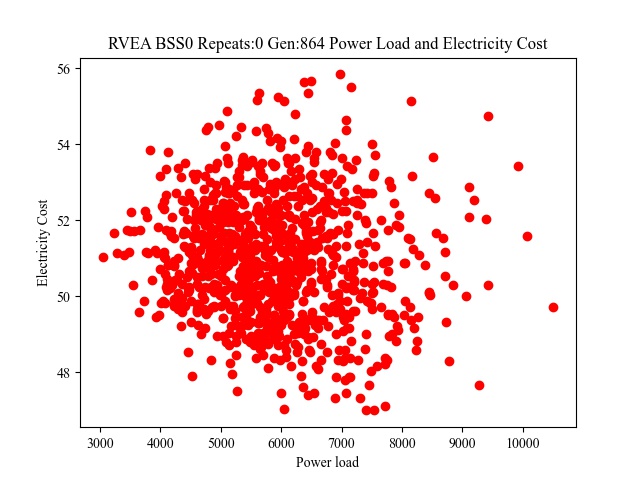 RVEA BSS0 Repeats:0 Gen:864 Power Load and Electricity Cost
56
54
52
50
48
Electricity Cost
3000 4000 5000 6000 7000 8000 9000 10000
Power load